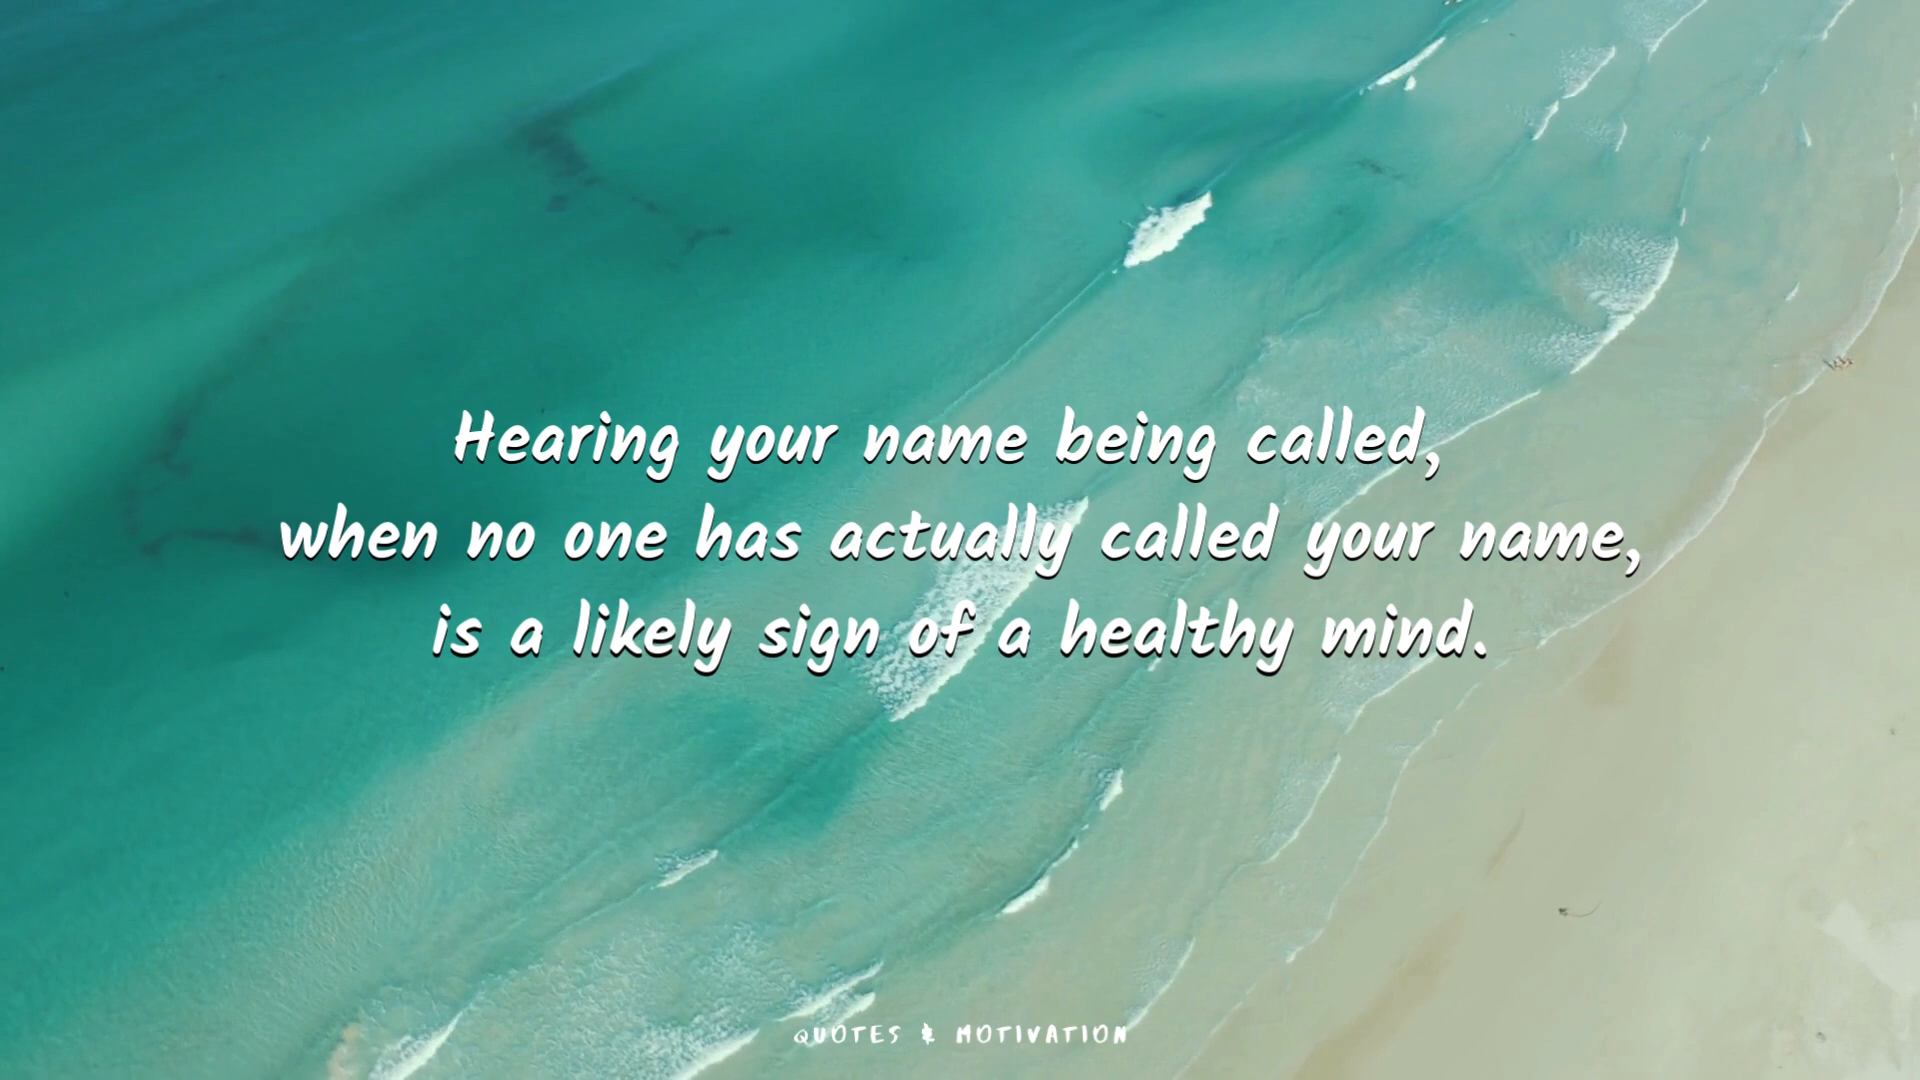 Hearing your name being called,
when no one has actually called your name,
is a likely sign of a healthy mind.
QUOTES & MOTIVATION